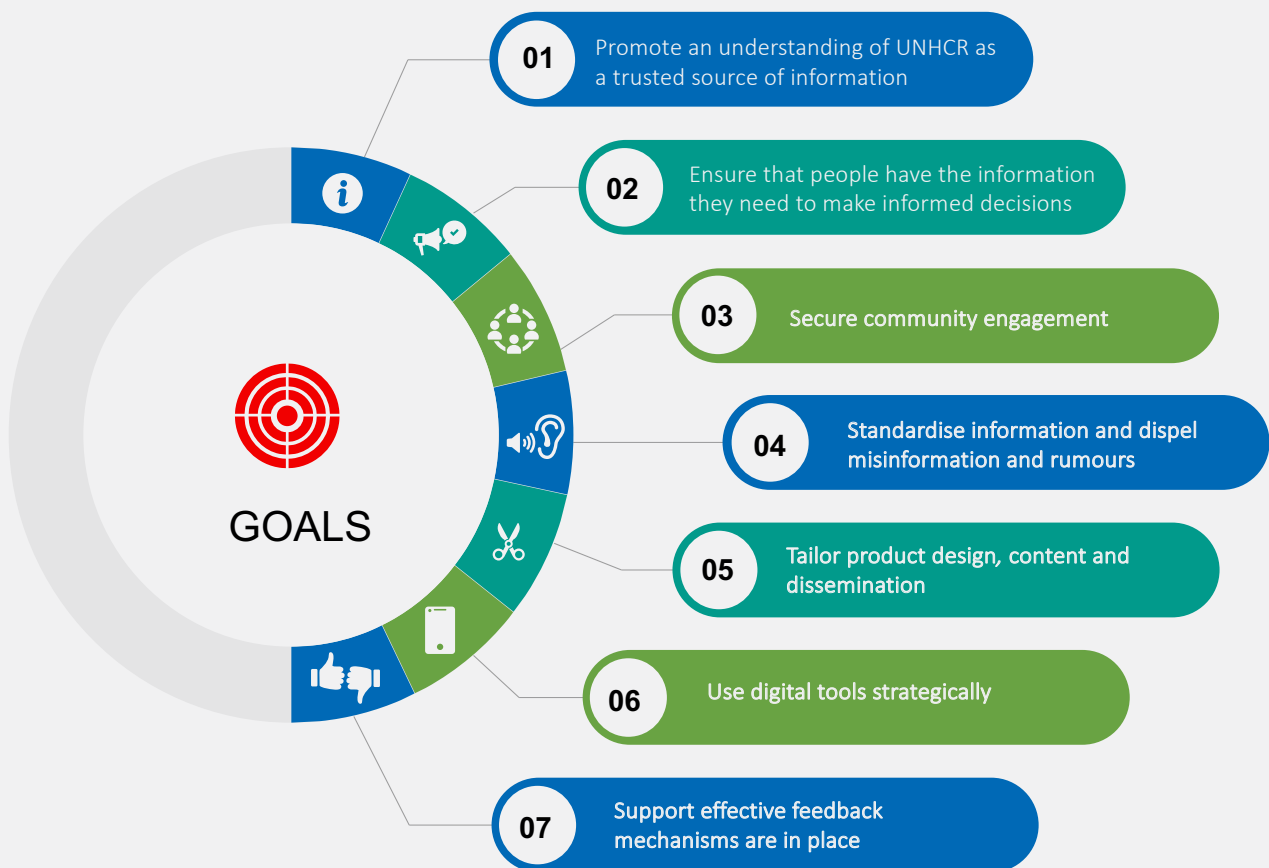 01
Promote an understanding of UNHCR as
a trusted source of information
02
Ensure that people have the information
they need to make informed decisions
03
Secure community engagement
04
Standardise information and dispel
misinformation and rumours
GOALS
05
Tailor product design, content and
dissemination
06
Use digital tools strategically
07
Support effective feedback
mechanisms are in place